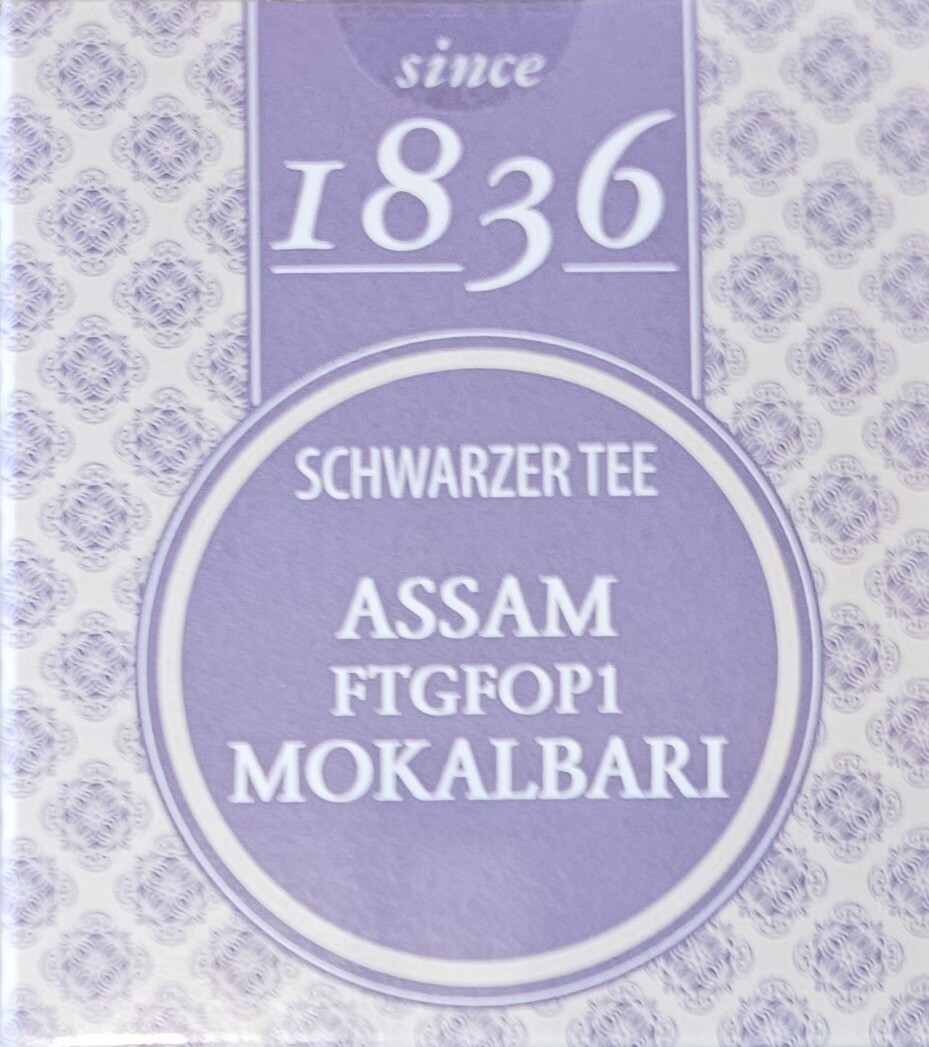 since
1836
SCHWARZER TEE
ASSAM
FTGFOP1
MOKALBARI